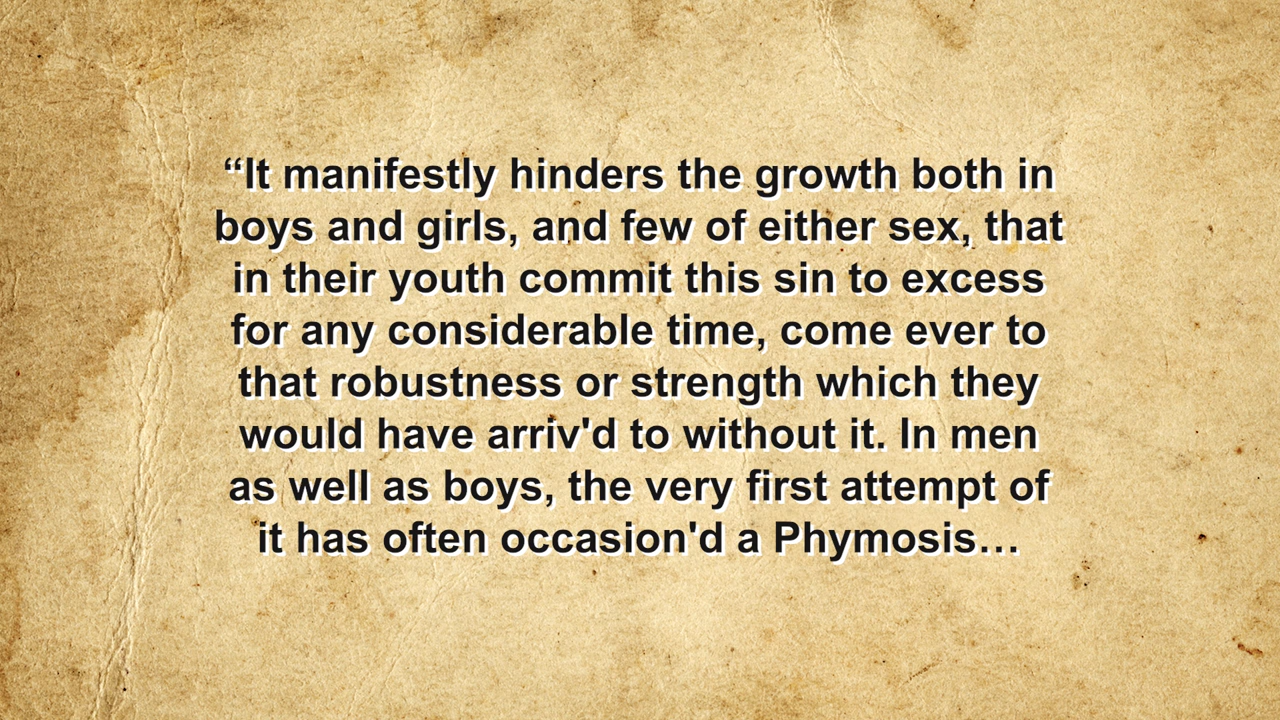 “It manifestly hinders the growth both in
boys and girls, and few of either sex, that
in their youth commit this sin to excess
for any considerable time, come ever to
that robustness or strength which they
would have arriv'd to without it. In men
as well as boys, the very first attempt of
it has often occasion'd a Phymosis…